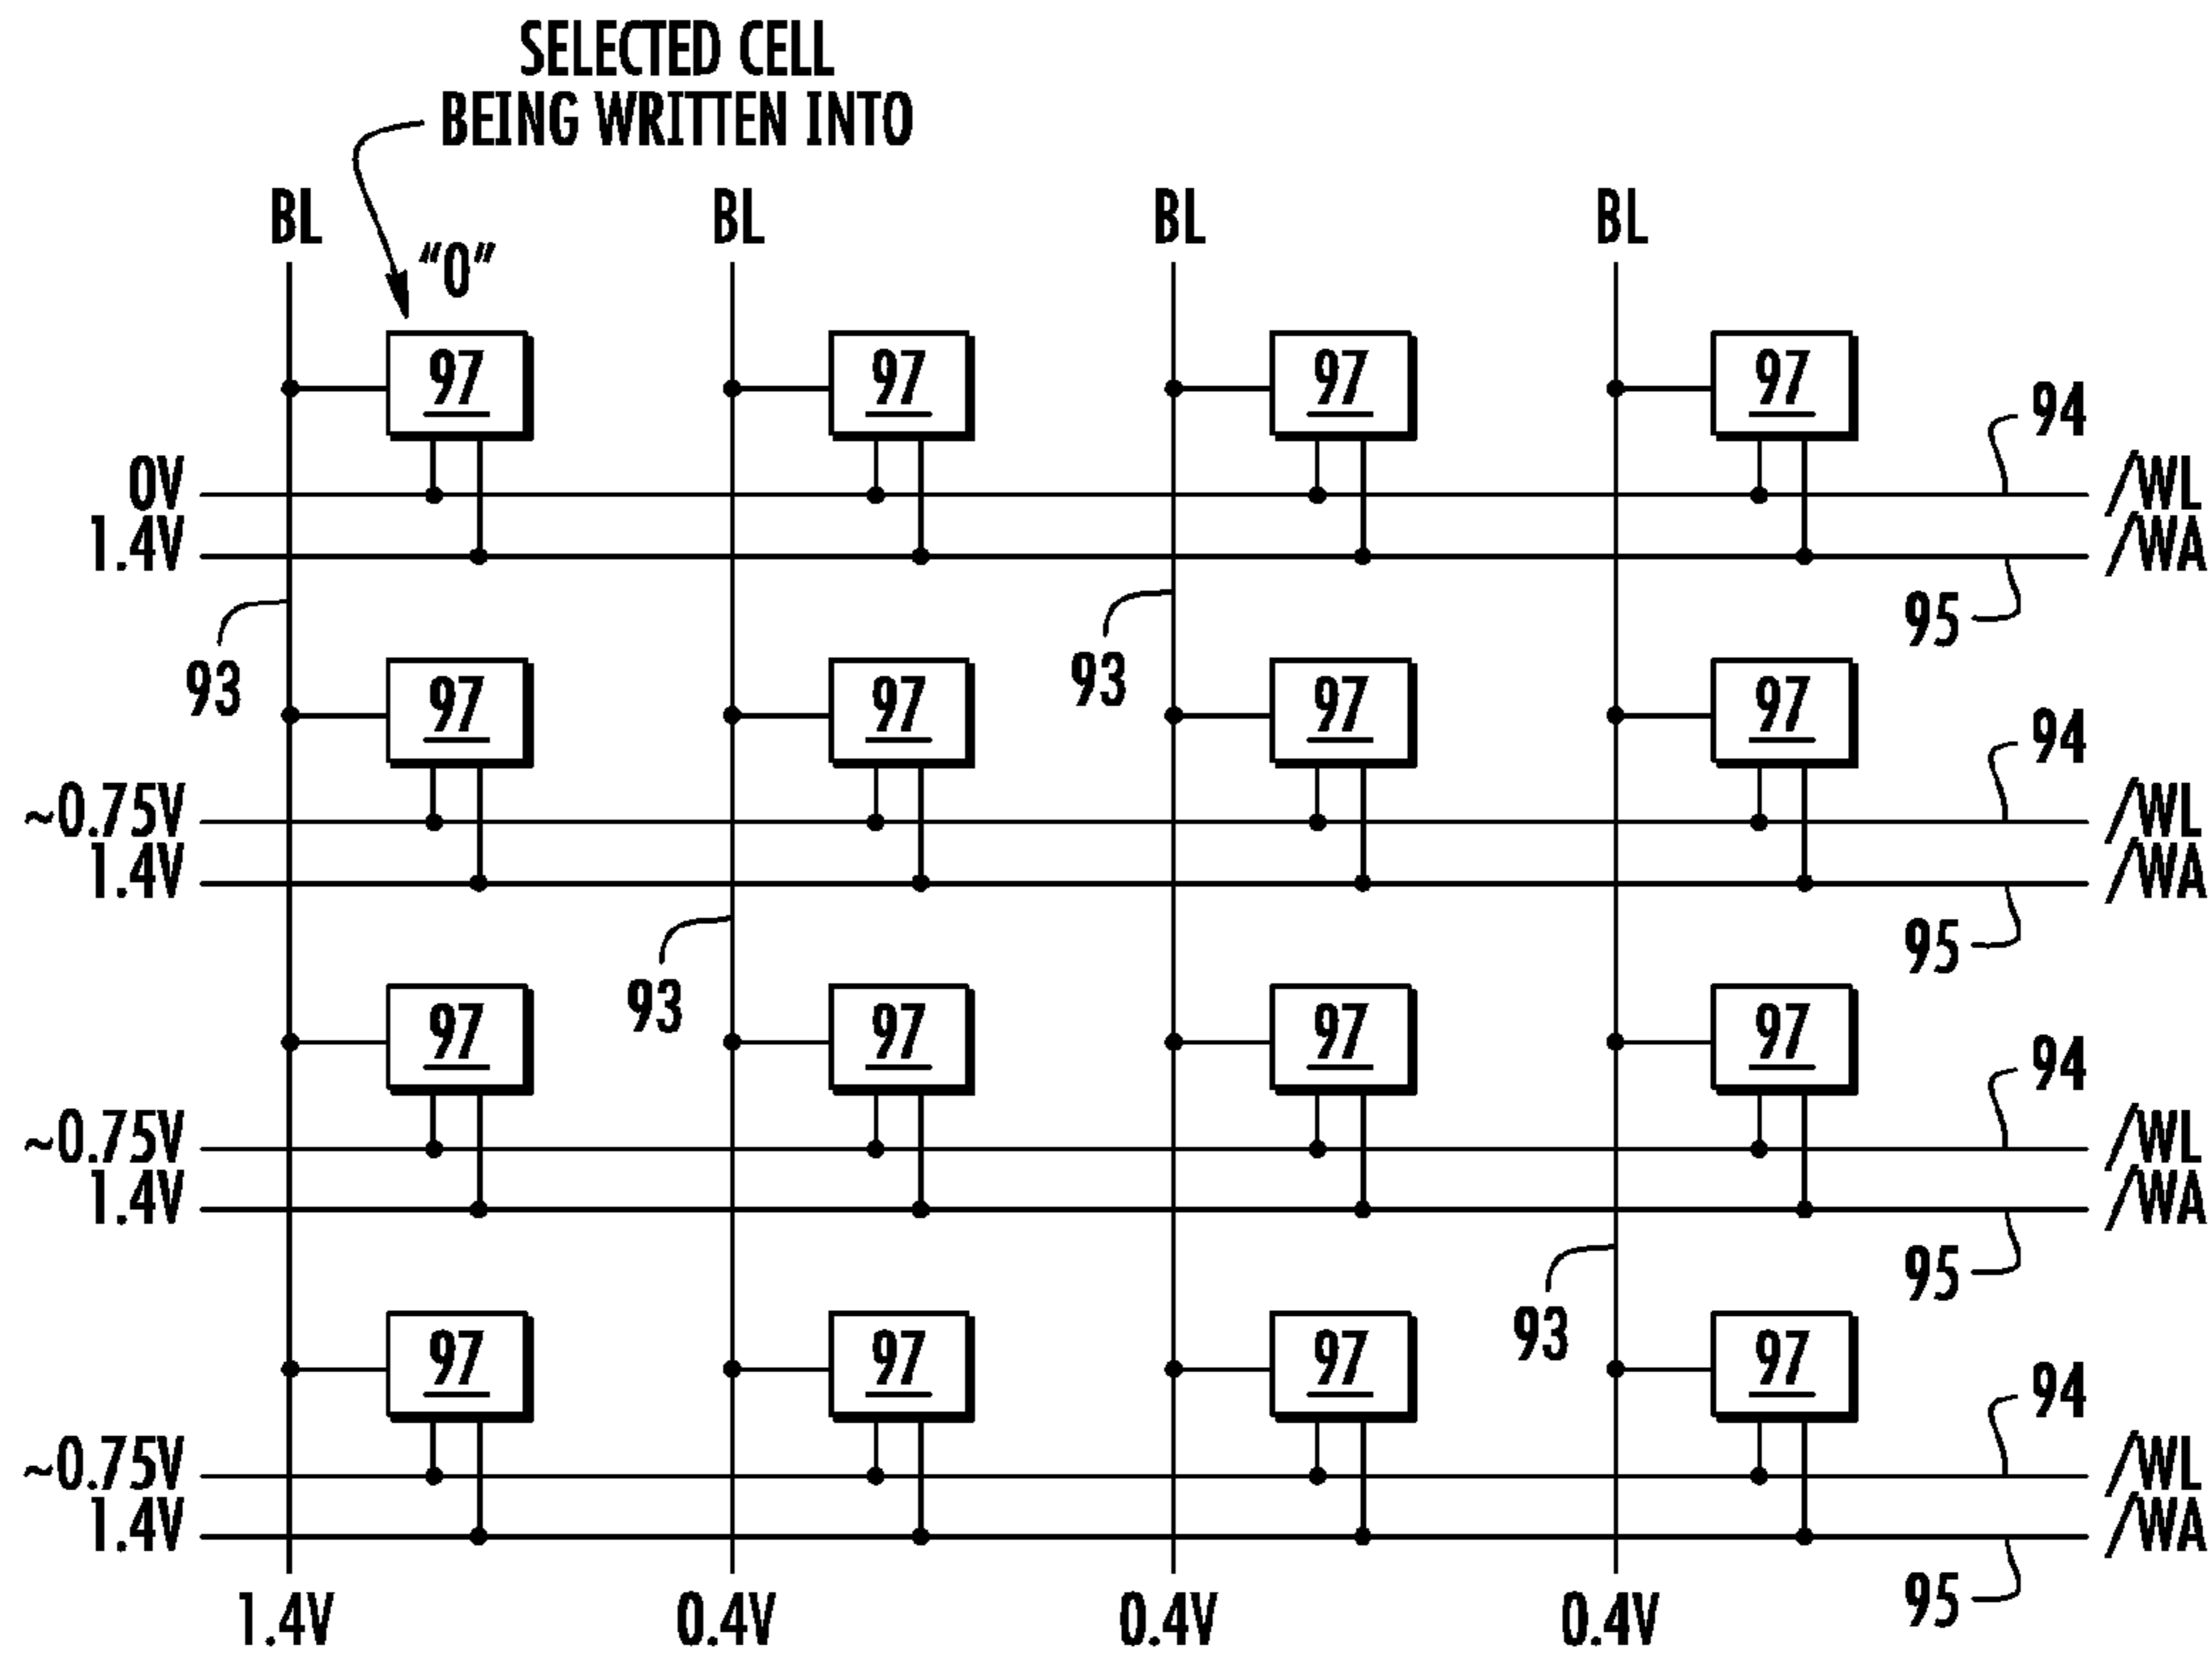 SELECTED CELL
BEING WRITTEN INTO
BL BL BL BL
“0”
97 97 97 97
94
0V /WL
1.4V /WA
95
93 93
97 97 97 97
94
~0.75V /WL
1.4V /WA
95
93
97 97 97 97
94
~0.75V /WL
1.4V /WA
95
93
97 97 97 97
94
~0.75V /WL
1.4V /WA
95
1.4V 0.4V 0.4V 0.4V